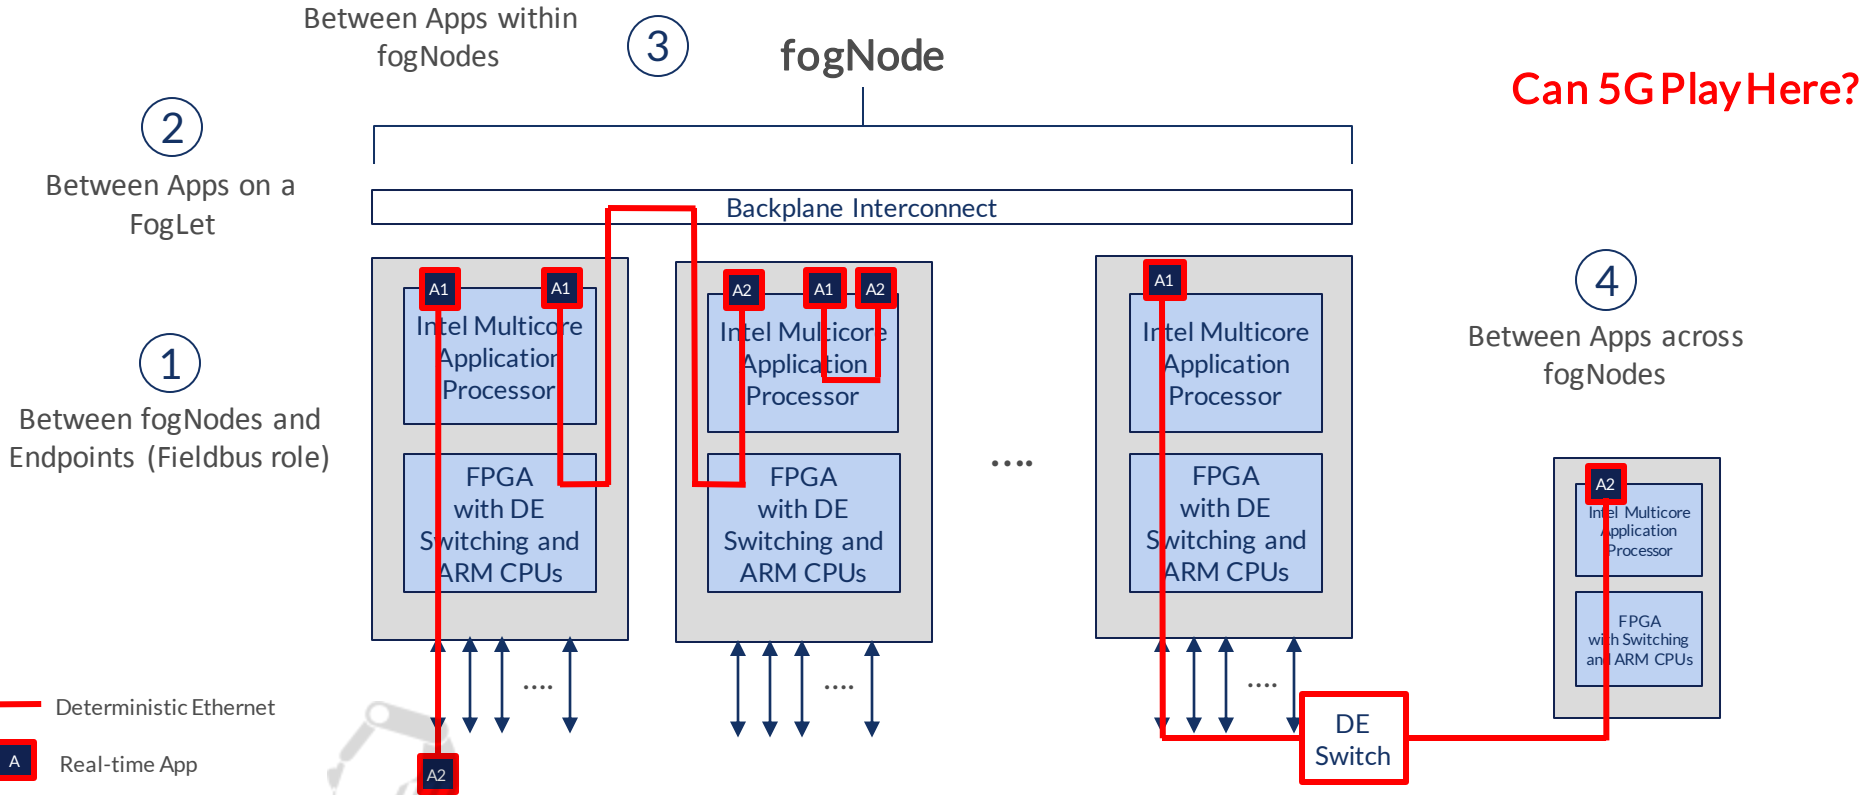 Between Apps within
fogNodes
3
fogNode
Can 5G Play Here?
2
Between Apps on a
FogLet
Backplane Interconnect
1
Between fogNodes and
Endpoints (Fieldbus role)
A1
A1
Intel Multicore
Application
Processor
FPGA
with DE
Switching and
ARM CPUs
....
A2
A2
A1
A2
Intel Multicore
Application
Processor
FPGA
with DE
Switching and
ARM CPUs
....
....
A1
Intel Multicore
Application
Processor
FPGA
with DE
Switching and
ARM CPUs
....
DE
Switch
4
Between Apps across
fogNodes
A2
Intel Multicore
Application
Processor
FPGA
with Switching
and ARM CPUs
Deterministic Ethernet
A
Real-time App